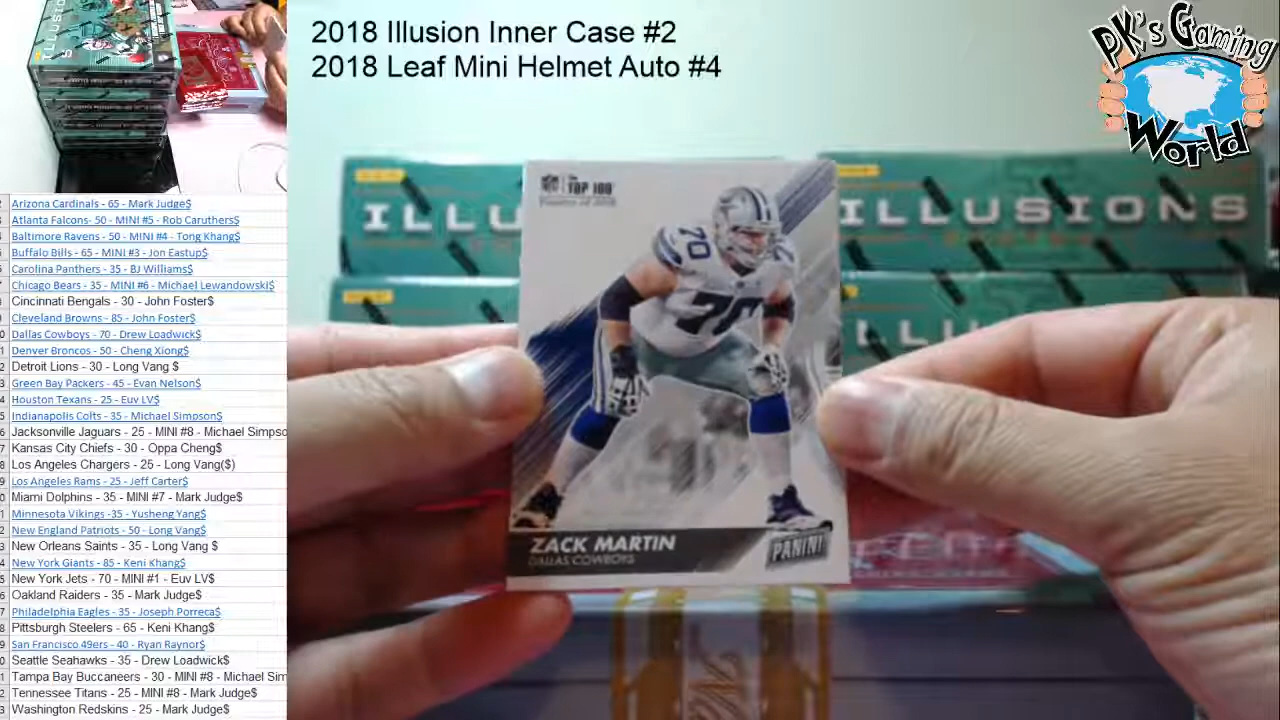 2018 Illusion Inner Case #2
2018 Leaf Mini Helmet Auto #4
PK's Gaming
World
Arizona Cardinals - 65 - Mark Judge$
Atlanta Falcons- 50 - MINI #5 - Rob Caruthers$
Baltimore Ravens - 50 - MINI #4 - Tong Khang$
Buffalo Bills - 65 - MINI #3 - Jon Eastup$
Carolina Panthers - 35 - BJ Williams$
Chicago Bears - 35 - MINI #6 - Michael Lewandowski$
Cincinnati Bengals - 30 - John Foster$
Cleveland Browns - 85 - John Foster$
Dallas Cowboys - 70 - Drew Loadwick$
Denver Broncos - 50 - Cheng Xiong$
Detroit Lions - 30 - Long Vang $
Green Bay Packers - 45 - Evan Nelson$
Houston Texans - 25 - Euv LV$
Indianapolis Colts - 35 - Michael Simpson$
Jacksonville Jaguars - 25 - MINI #8 - Michael Simpso
Kansas City Chiefs - 30 - Oppa Cheng$
Los Angeles Chargers - 25 - Long Vang($)
Los Angeles Rams - 25 - Jeff Carter$
Miami Dolphins - 35 - MINI #7 - Mark Judge$
Minnesota Vikings -35 - Yusheng Yang$
New England Patriots - 50 - Long Vang$
New Orleans Saints - 35 - Long Vang $
New York Giants - 85 - Keni Khang$
New York Jets - 70 - MINI #1 - Euv LV$
Oakland Raiders - 35 - Mark Judge$
Philadelphia Eagles - 35 - Joseph Porreca$
Pittsburgh Steelers - 65 - Keni Khang$
San Francisco 49ers - 40 - Ryan Raynor$
Seattle Seahawks - 35 - Drew Loadwick$
Tampa Bay Buccaneers - 30 - MINI #8 - Michael Sim
Tennessee Titans - 25 - MINI #8 - Mark Judge$
Washington Redskins - 25 - Mark Judge$
ILLU
ILLUSIONS
TOP 100
70
70
ZACK MARTIN
DALLAS COWBOYS
PANINI